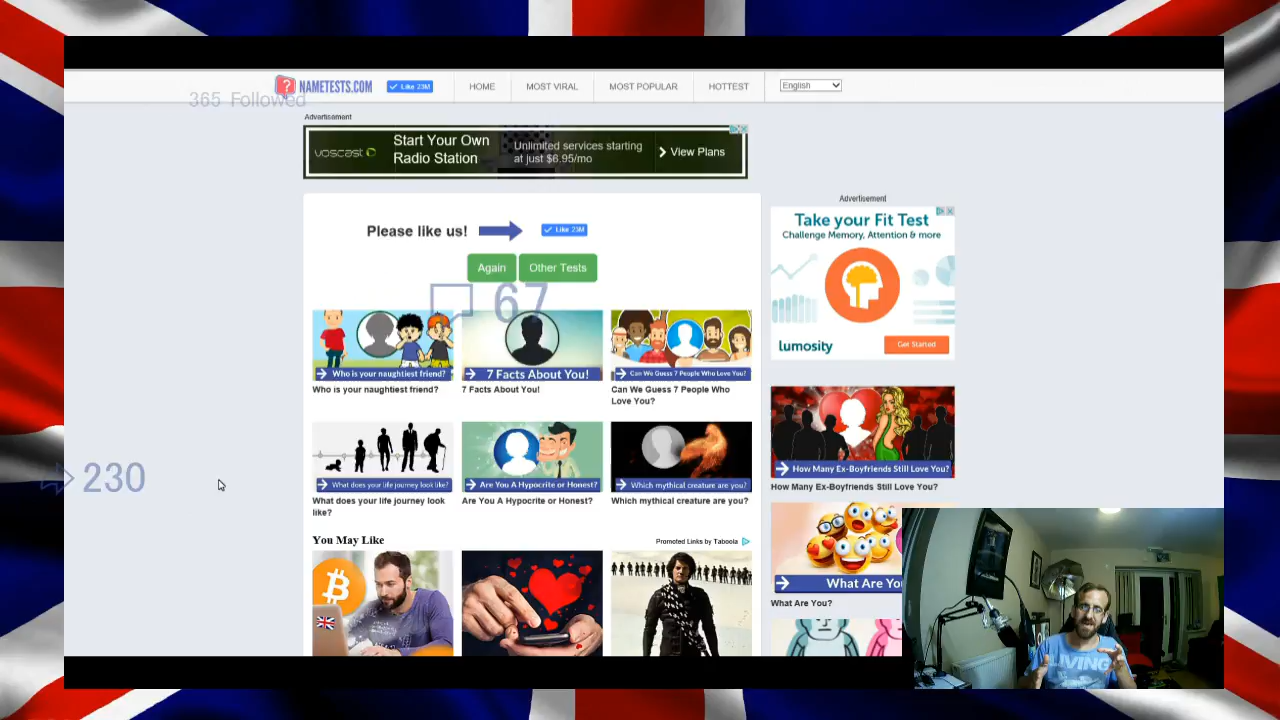 NAMETESTS.COM
Like 23M
HOME
MOST VIRAL
MOST POPULAR
HOTTEST
English
365 Followed
Advertisement
voscast
Start Your Own
Radio Station
Unlimited services starting
at just $6.95/mo
View Plans
Advertisement
Take your Fit Test
Challenge Memory, Attention & more
lumosity
Get Started
Please like us!
Like 23M
Again
Other Tests
67
Who is your naughtiest friend?
7 Facts About You!
Can We Guess 7 People Who Love You?
Who is your naughtiest friend?
7 Facts About You!
Can We Guess 7 People Who
Love You?
230
What does your life journey look like?
Are You A Hypocrite or Honest?
Which mythical creature are you?
What does your life journey look
like?
Are You A Hypocrite or Honest?
Which mythical creature are you?
How Many Ex-Boyfriends Still Love You?
How Many Ex-Boyfriends Still Love You?
You May Like
Promoted Links by Taboola
What Are Yo
What Are You?
LIVING